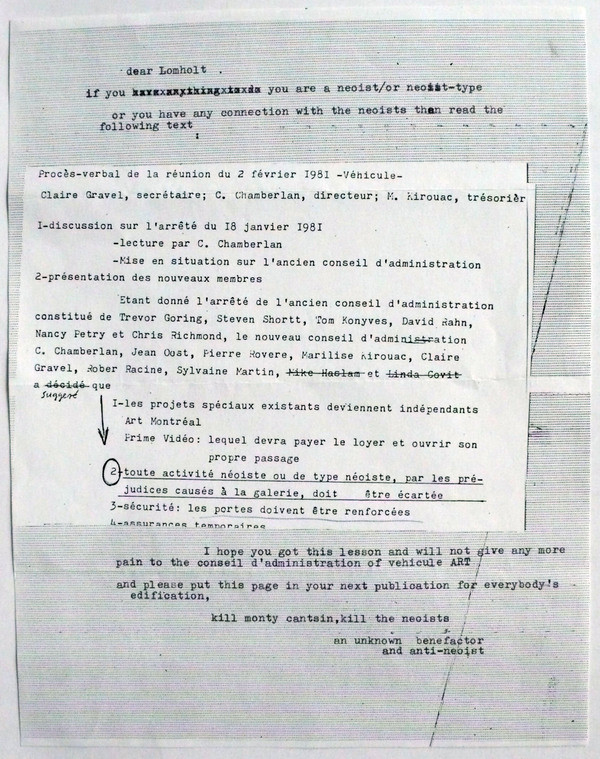 dear Lomholt .
if you xxxxxxxxxxxxxxxxxx you are a neoist/or neoist-type
or you have any connection with the neoists than read the
following text
:
Procès-verbal de la réunion du 2 février I98I -Véhicule-
Claire Gravel, secrétaire; C. Chamberlan, directeur; M. Kirouac, trésorièr
I-discussion sur l'arrêté du I8 janvier I98I
-lecture par C. Chamberlan
-Mise en situation sur l'ancien conseil d'administration
2-présentation des nouveaux membres
Etant donné l'arrêté de l'ancien conseil d'administration
constitué de Trevor Goring, Steven Shortt, Tom Konyves, David Rahn,
Nancy Petry et Chris Richmond, le nouveau conseil d'administration
C. Chamberlan, Jean Oost, Pierre Rovere, Marilise Kirouac, Claire
Gravel, Rober Racine, Sylvaine Martin, Mike Haslam et Linda Covit
a décidé que
suggéré
I-les projets spéciaux existants deviennent indépendants
Art Montréal
Prime Vidéo: lequel devra payer le loyer et ouvrir son
propre passage
2-toute activité néoiste ou de type néoiste, par les pré-
judices causés à la galerie, doit être écartée
3-sécurité: les portes doivent être renforcées
4-assurances temporaires
I hope you got this lesson and will not give any more
pain to the conseil d'administration of vehicule ART
and please put this page in your next publication for everybody's
edification,
kill monty cantsin,kill the neoists
an unknown benefactor
and anti-neoist